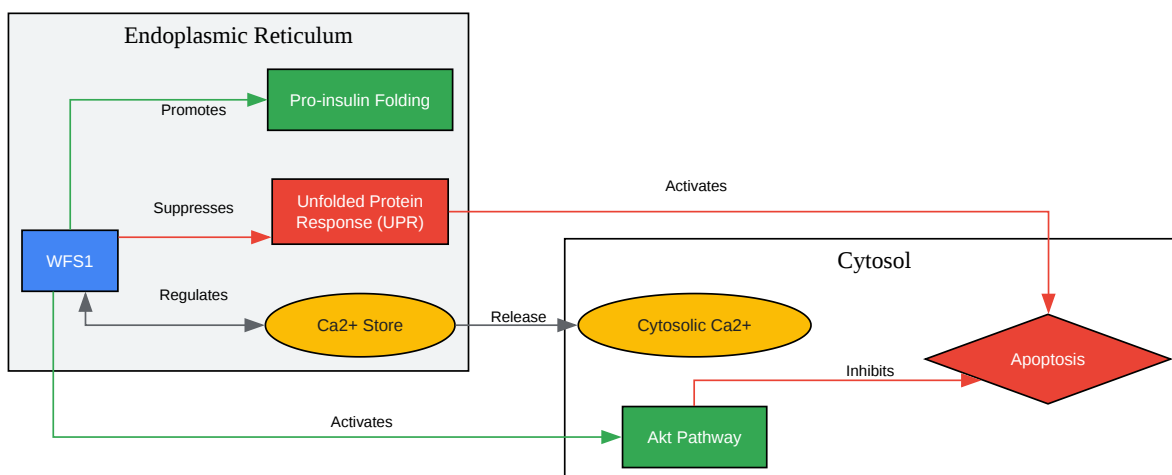 Endoplasmic Reticulum
Pro-insulin Folding
Promotes
Unfolded Protein
Response (UPR)
Activates
Suppresses
WFS1
Cytosol
Regulates
Ca2+ Store
Release
Cytosolic Ca2+
Apoptosis
Inhibits
Activates
Akt Pathway